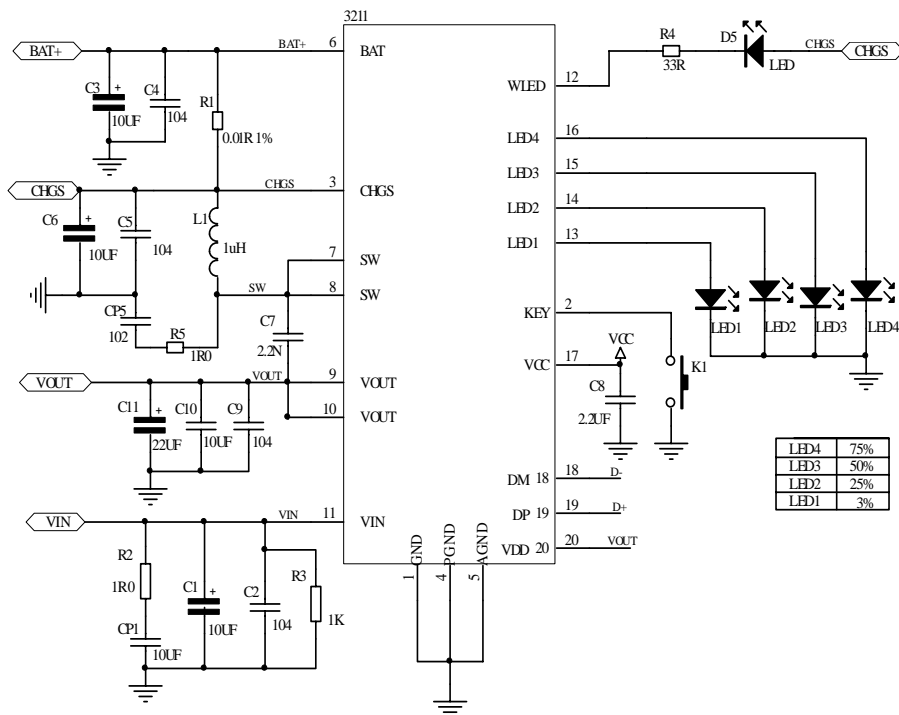 3211
BAT+
BAT+
6
BAT
C3
+
10UF
C4
104
R1
0.01R 1%
CHGS
CHGS
3
CHGS
C6
+
10UF
C5
104
L1
1uH
7
SW
SW
8
SW
CP5
102
R5
1R0
C7
2.2N
VOUT
VOUT
9
VOUT
10
VOUT
C11
+
22UF
C10
10UF
C9
104
VIN
VIN
11
VIN
R2
1R0
CP1
10UF
C1
+
10UF
C2
104
R3
1K
GND
PGND
AGND
1
4
5
WLED
12
R4
33R
D5
LED
CHGS
CHGS
LED4
16
LED3
15
LED2
14
LED1
13
LED1
LED2
LED3
LED4
KEY
2
VCC
17
VCC
C8
2.2UF
K1
DM 18
18
D-
DP 19
19
D+
VDD 20
20
VOUT
LED4 75%
LED3 50%
LED2 25%
LED1 3%